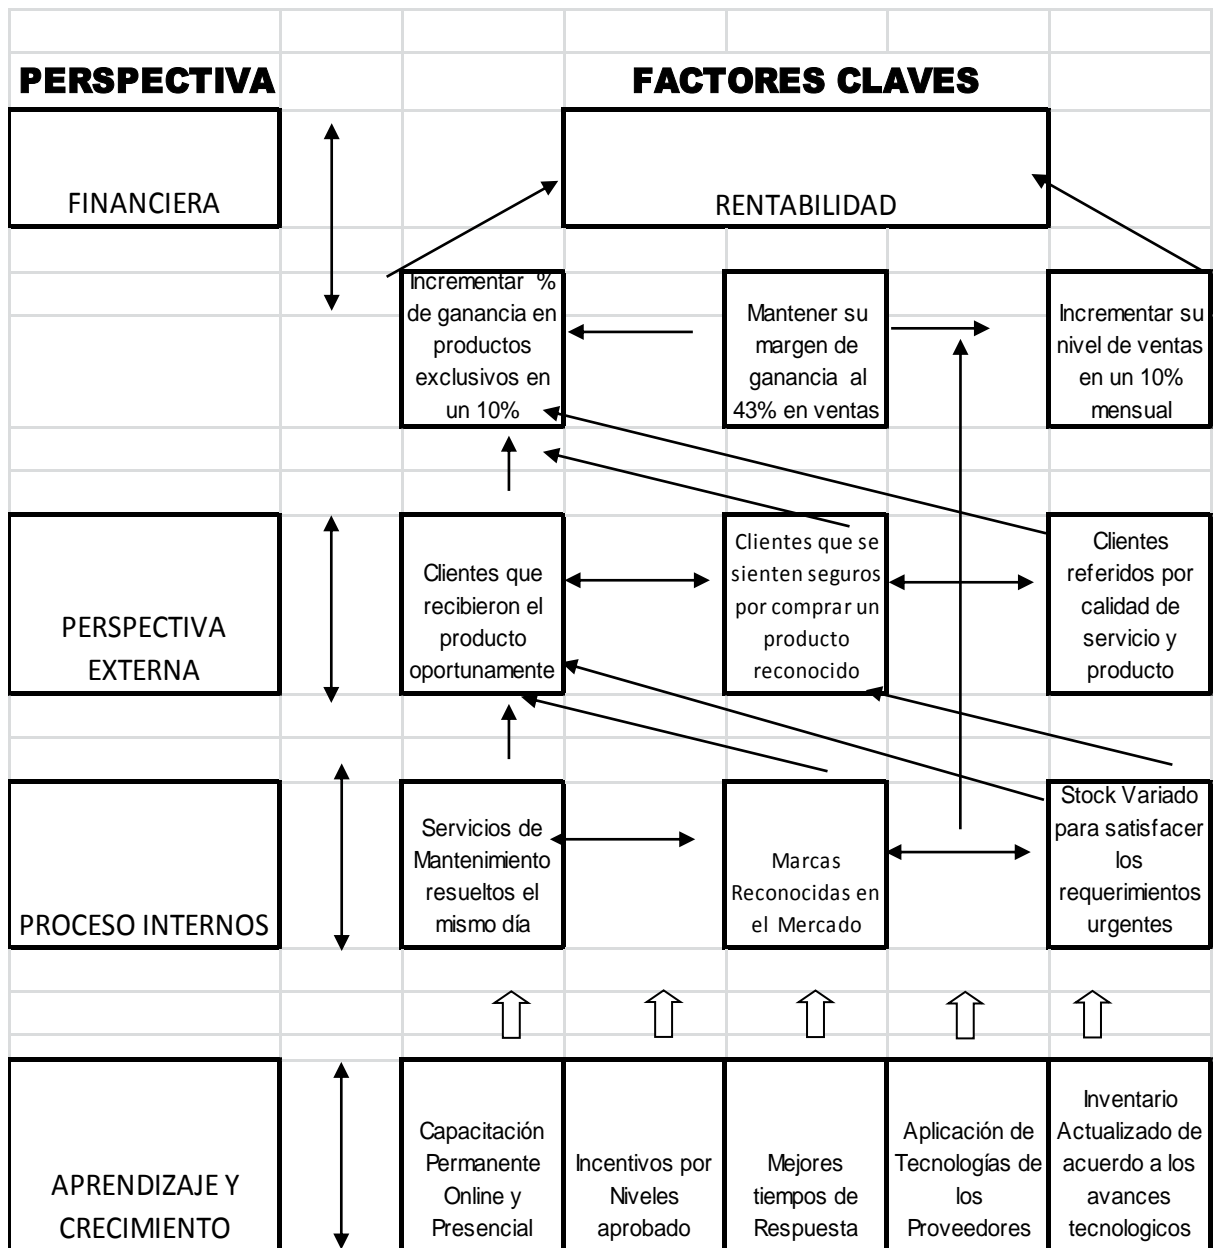 PERSPECTIVA
FACTORES CLAVES
FINANCIERA
RENTABILIDAD
Incrementar %
de ganancia en
productos
exclusivos en
un 10%
Mantener su
margen de
ganancia al
43% en ventas
Incrementar su
nivel de ventas
en un 10%
mensual
PERSPECTIVA
EXTERNA
Clientes que
recibieron el
producto
oportunamente
Clientes que se
sienten seguros
por comprar un
producto
reconocido
Clientes
referidos por
calidad de
servicio y
producto
PROCESO INTERNOS
Servicios de
Mantenimiento
resueltos el
mismo día
Marcas
Reconocidas en
el Mercado
Stock Variado
para satisfacer
los
requerimientos
urgentes
APRENDIZAJE Y
CRECIMIENTO
Capacitación
Permanente
Online y
Presencial
Incentivos por
Niveles
aprobado
Mejores
tiempos de
Respuesta
Aplicación de
Tecnologías de
los
Proveedores
Inventario
Actualizado de
acuerdo a los
avances
tecnologicos